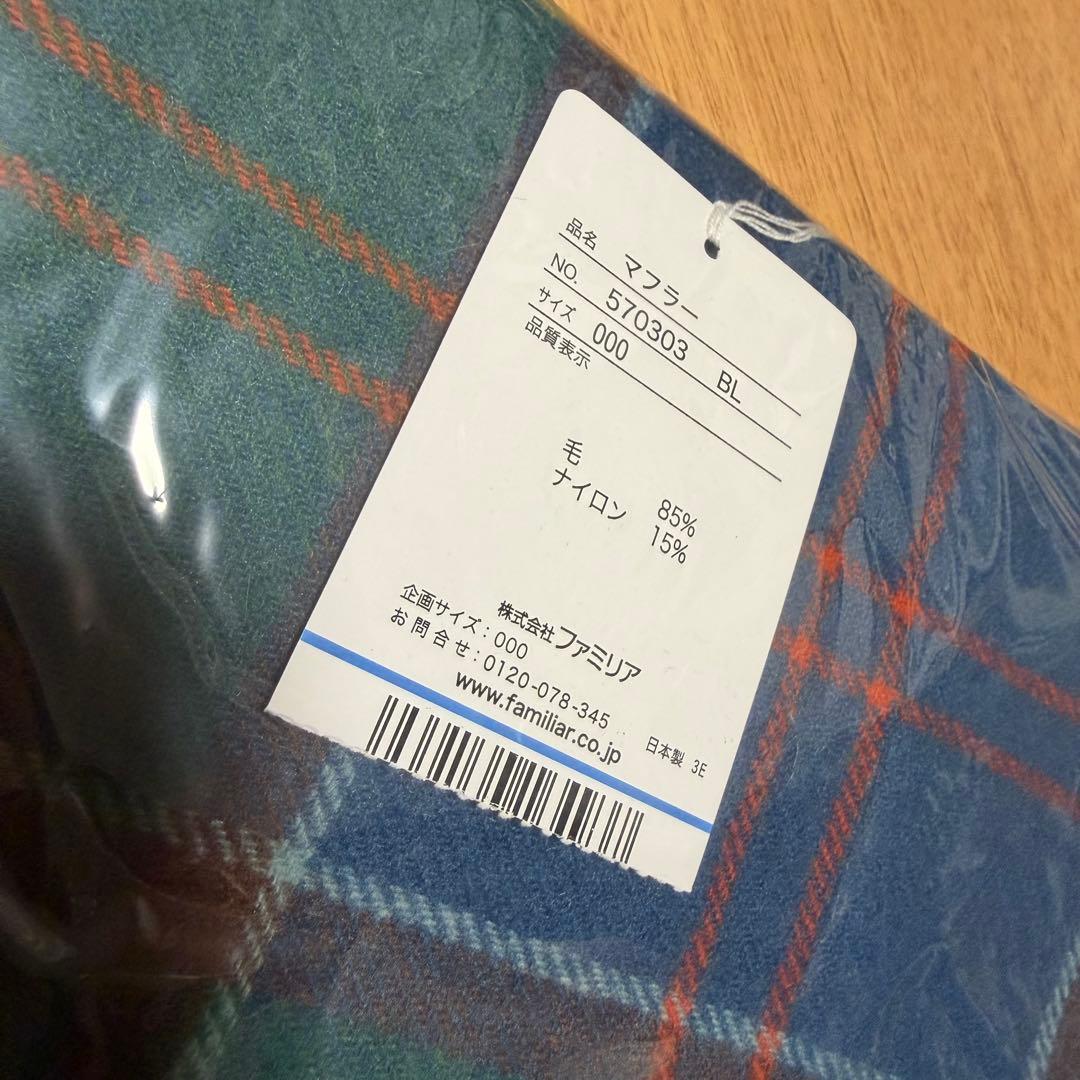 品名 マフラー
NO. 570303 BL
サイズ 000
品質表示
毛 85%
ナイロン 15%
株式会社ファミリア
企画サイズ:000
お問合せ:0120-078-345
www.familiar.co.jp
日本製 3E